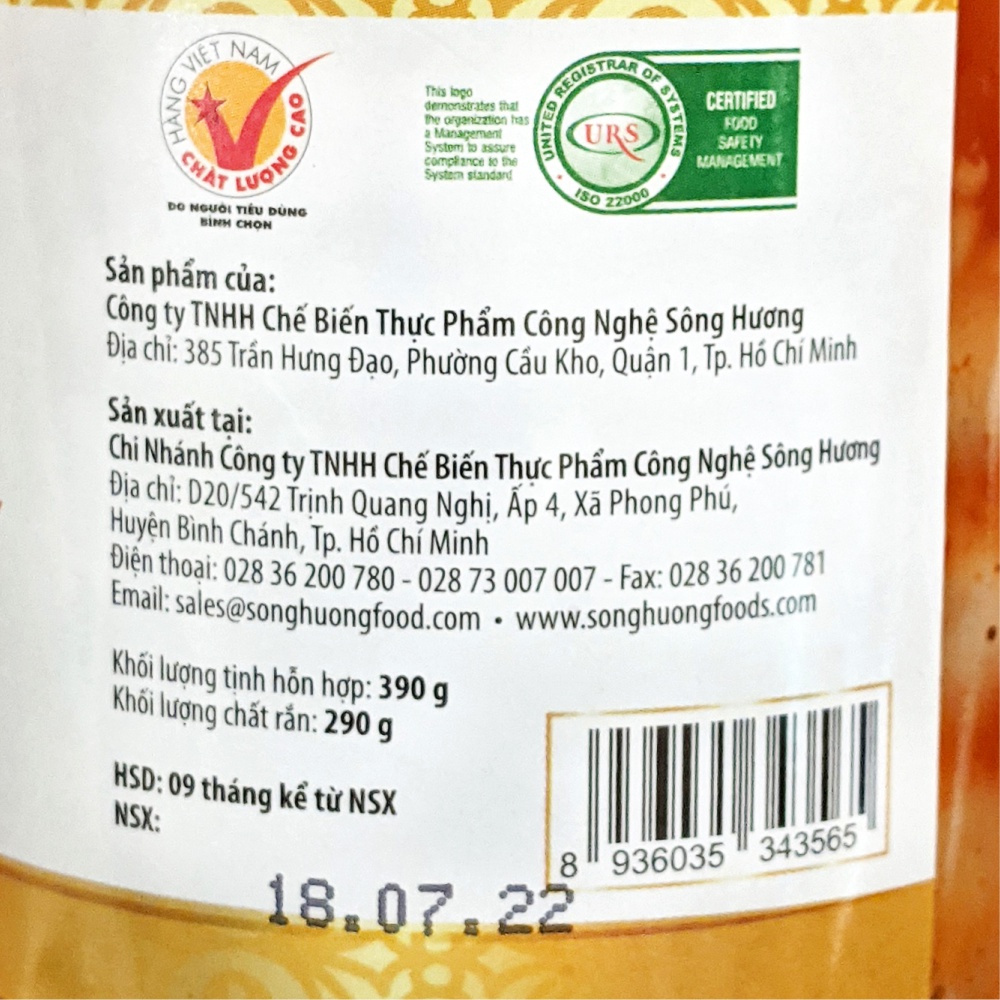 HÀNG VIỆT NAM
CHẤT LƯỢNG CAO
DO NGƯỜI TIÊU DÙNG
BÌNH CHỌN
This logo
demonstrates that
the organization has
a Management
System to assure
compliance to the
System standard
UNITED REGISTRAR OF SYSTEMS
URS
ISO 22000
CERTIFIED
FOOD
SAFETY
MANAGEMENT
Sản phẩm của:
Công ty TNHH Chế Biến Thực Phẩm Công Nghệ Sông Hương
Địa chỉ: 385 Trần Hưng Đạo, Phường Cầu Kho, Quận 1, Tp. Hồ Chí Minh
Sản xuất tại:
Chi Nhánh Công ty TNHH Chế Biến Thực Phẩm Công Nghệ Sông Hương
Địa chỉ: D20/542 Trịnh Quang Nghị, Ấp 4, Xã Phong Phú,
Huyện Bình Chánh, Tp. Hồ Chí Minh
Điện thoại: 028 36 200 780 - 028 73 007 007 - Fax: 028 36 200 781
Email: sales@songhuongfood.com • www.songhuongfoods.com
Khối lượng tịnh hỗn hợp: 390 g
Khối lượng chất rắn: 290 g
HSD: 09 tháng kể từ NSX
NSX:
8 936035 343565
18.07.22